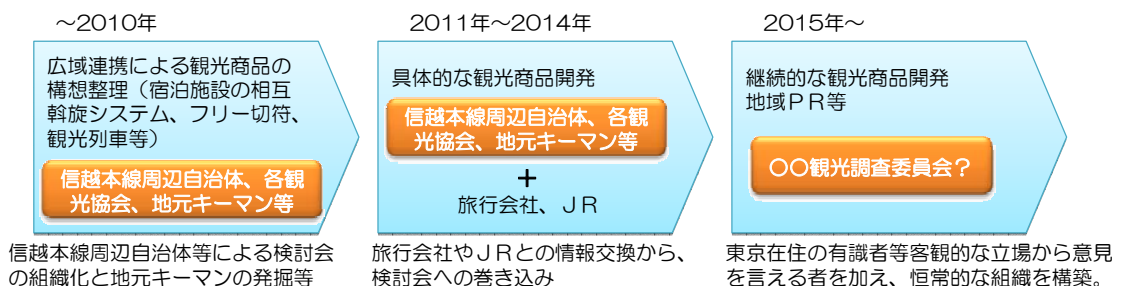 ～2010年
広域連携による観光商品の
構想整理（宿泊施設の相互
斡旋システム、フリー切符、
観光列車等）
信越本線周辺自治体、各観
光協会、地元キーマン等
信越本線周辺自治体等による検討会
の組織化と地元キーマンの発掘等
2011年～2014年
具体的な観光商品開発
信越本線周辺自治体、各観
光協会、地元キーマン等
＋
旅行会社、ＪＲ
旅行会社やＪＲとの情報交換から、
検討会への巻き込み
2015年～
継続的な観光商品開発
地域ＰＲ等
〇〇観光調査委員会？
東京在住の有識者等客観的な立場から意見
を言える者を加え、恒常的な組織を構築。